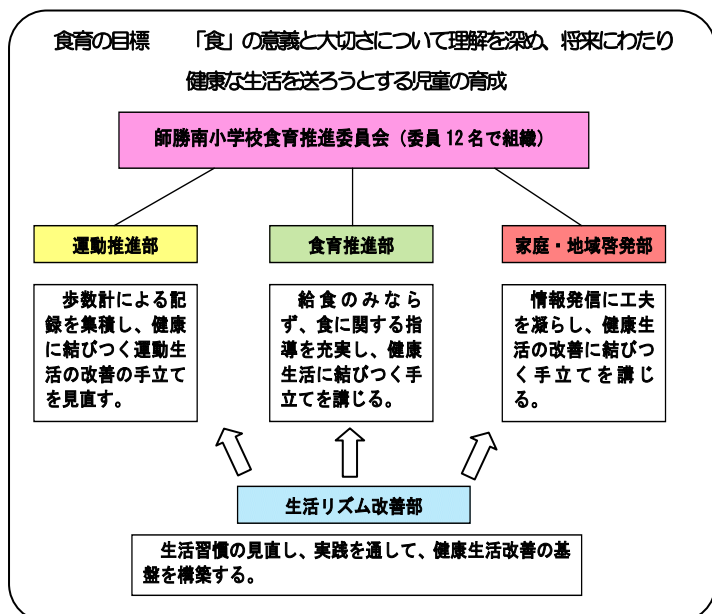 食育の目標　「食」の意義と大切さについて理解を深め、将来にわたり
健康な生活を送ろうとする児童の育成
師勝南小学校食育推進委員会（委員12名で組織）
運動推進部
食育推進部
家庭・地域啓発部
歩数計による記
録を集積し、健康
に結びつく運動生
活の改善の手立て
を見直す。
給食のみなら
ず、食に関する指
導を充実し、健康
生活に結びつく手
立てを講じる。
情報発信に工夫
を凝らし、健康生
活の改善に結びつ
く手立てを講じ
る。
生活リズム改善部
生活習慣の見直し、実践を通して、健康生活改善の基
盤を構築する。